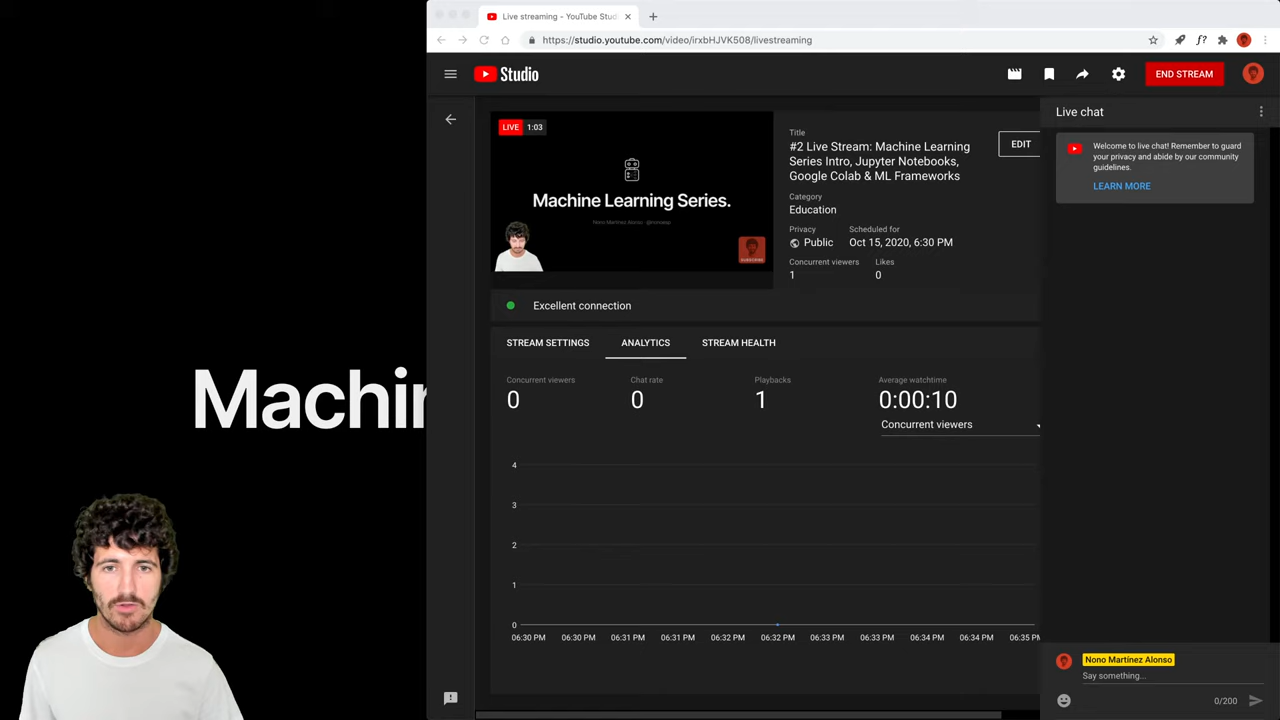 Live streaming - YouTube Stud
https://studio.youtube.com/video/irxbHJVK508/livestreaming
f?
Studio
END STREAM
LIVE 1:03
Machine Learning Series.
Nono Martínez Alonso · @nonoesp
SUBSCRIBE
Title
#2 Live Stream: Machine Learning
Series Intro, Jupyter Notebooks,
Google Colab & ML Frameworks
EDIT
Category
Education
Privacy
Public
Scheduled for
Oct 15, 2020, 6:30 PM
Concurrent viewers
1
Likes
0
Excellent connection
STREAM SETTINGS
ANALYTICS
STREAM HEALTH
Concurrent viewers
0
Chat rate
0
Playbacks
1
Average watchtime
0:00:10
Concurrent viewers
4
3
2
1
0
06:30 PM 06:30 PM 06:31 PM 06:31 PM 06:32 PM 06:32 PM 06:33 PM 06:33 PM 06:34 PM 06:34 PM 06:35 PM
Live chat
Welcome to live chat! Remember to guard
your privacy and abide by our community
guidelines.
LEARN MORE
Nono Martínez Alonso
Say something...
0/200
Machin